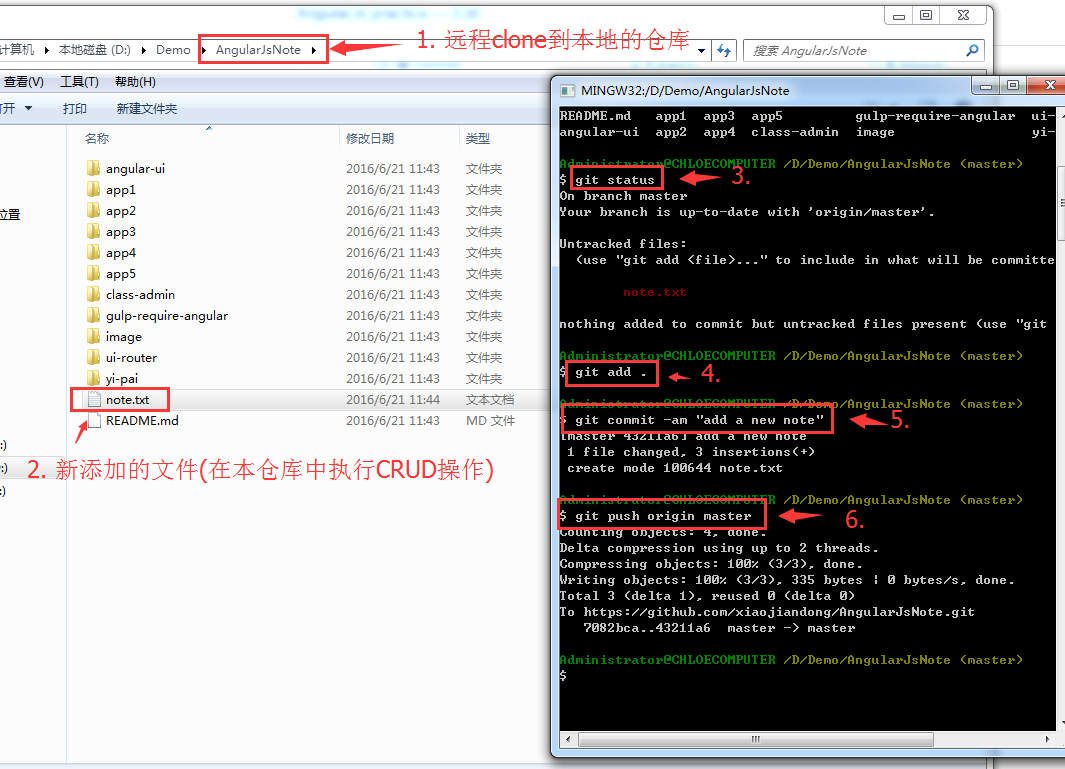 计算机 ▸ 本地磁盘 (D:) ▸ Demo ▸ AngularJsNote ▸
1. 远程clone到本地的仓库
搜索 AngularJsNote
查看(V) 工具(T) 帮助(H)
打印 新建文件夹
名称 修改日期 类型
angular-ui 2016/6/21 11:43 文件夹
app1 2016/6/21 11:43 文件夹
app2 2016/6/21 11:43 文件夹
app3 2016/6/21 11:43 文件夹
app4 2016/6/21 11:43 文件夹
app5 2016/6/21 11:43 文件夹
class-admin 2016/6/21 11:43 文件夹
gulp-require-angular 2016/6/21 11:43 文件夹
image 2016/6/21 11:43 文件夹
ui-router 2016/6/21 11:43 文件夹
yi-pai 2016/6/21 11:43 文件夹
note.txt 2016/6/21 11:44 文本文档
README.md 2016/6/21 11:43 MD 文件
位置
2. 新添加的文件(在本仓库中执行CRUD操作)
MINGW32:/D/Demo/AngularJsNote
README.md app1 app3 app5 gulp-require-angular ui-
angular-ui app2 app4 class-admin image yi-
Administrator@CHLOECOMPUTER /D/Demo/AngularJsNote (master)
$ git status 3.
On branch master
Your branch is up-to-date with 'origin/master'.
Untracked files:
(use "git add <file>..." to include in what will be committe
note.txt
nothing added to commit but untracked files present (use "git
Administrator@CHLOECOMPUTER /D/Demo/AngularJsNote (master)
$ git add . 4.
Administrator@CHLOECOMPUTER /D/Demo/AngularJsNote (master)
$ git commit -am "add a new note" 5.
[master 43211a6] add a new note
1 file changed, 3 insertions(+)
create mode 100644 note.txt
Administrator@CHLOECOMPUTER /D/Demo/AngularJsNote (master)
$ git push origin master 6.
Counting objects: 4, done.
Delta compression using up to 2 threads.
Compressing objects: 100% (3/3), done.
Writing objects: 100% (3/3), 335 bytes | 0 bytes/s, done.
Total 3 (delta 1), reused 0 (delta 0)
To https://github.com/xiaojiandong/AngularJsNote.git
7082bca..43211a6 master -> master
Administrator@CHLOECOMPUTER /D/Demo/AngularJsNote (master)
$